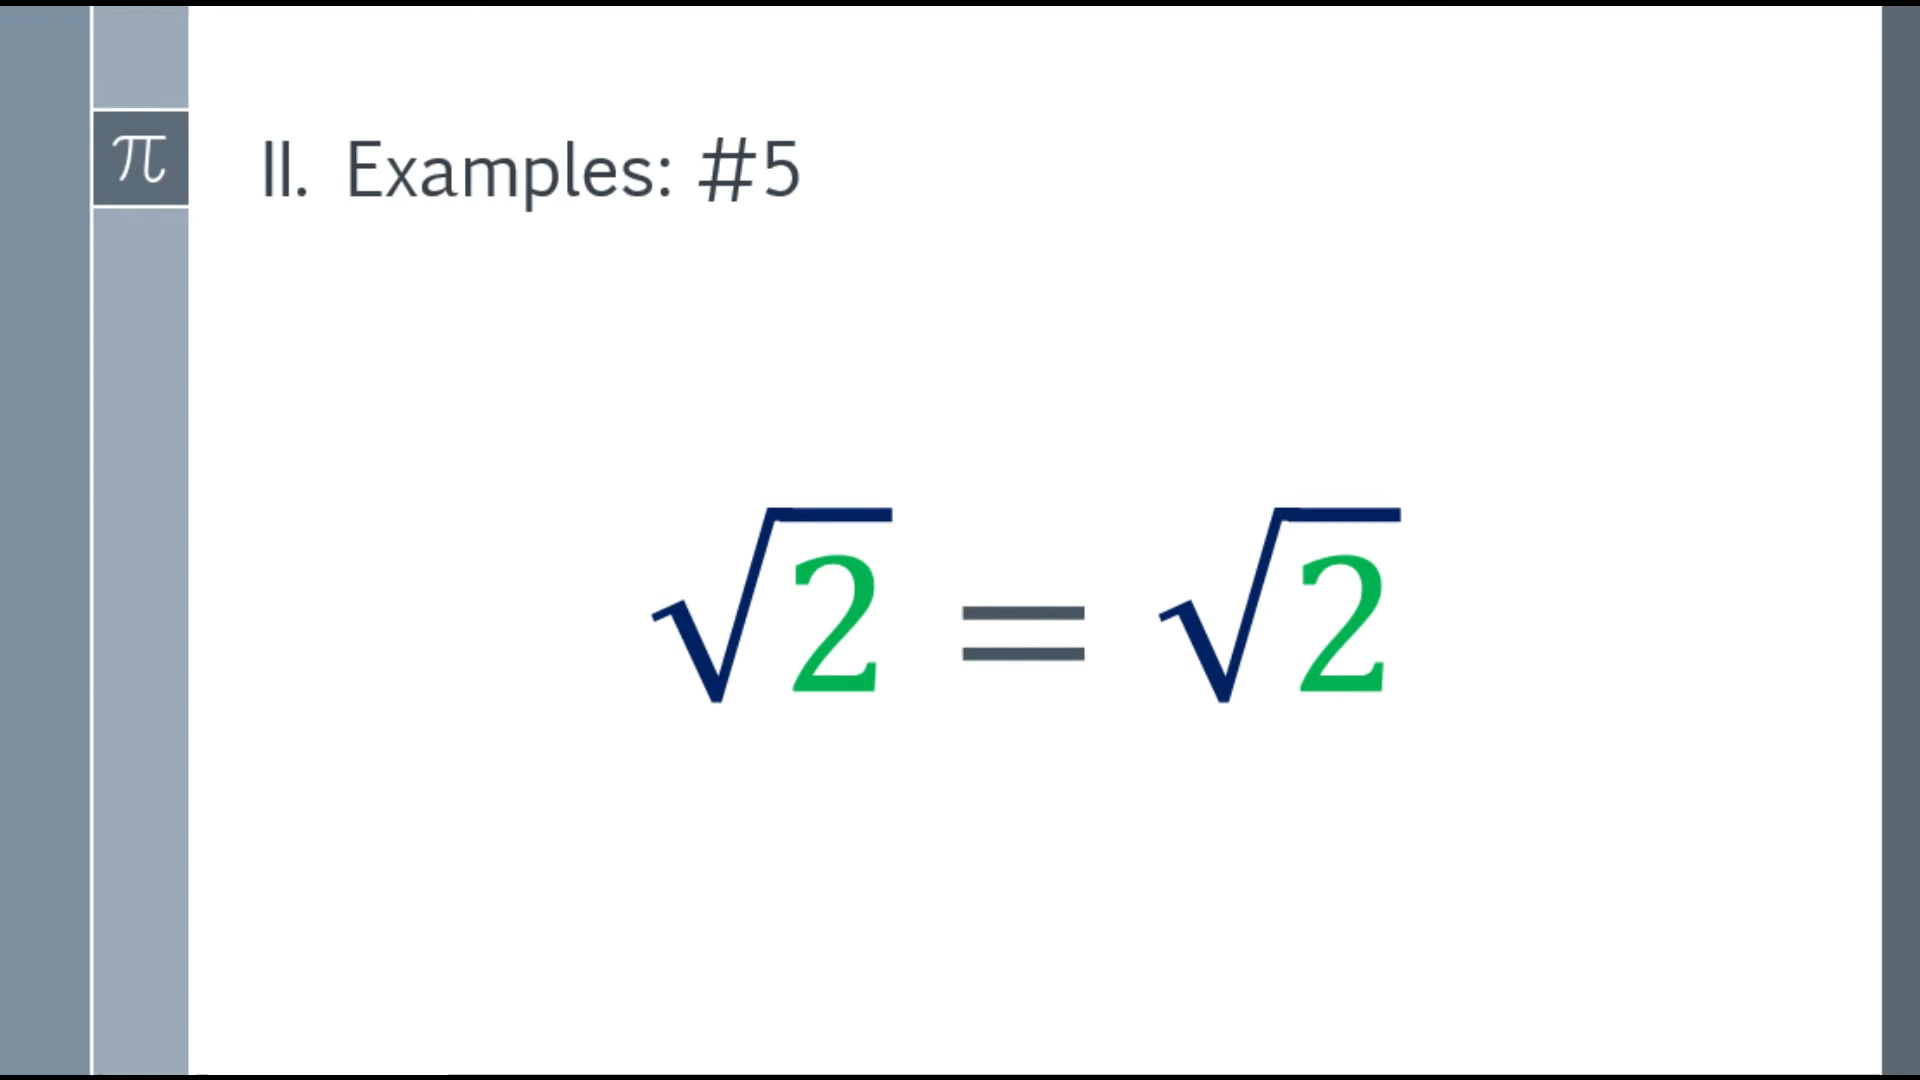 π
II. Examples: #5
√2 = √2